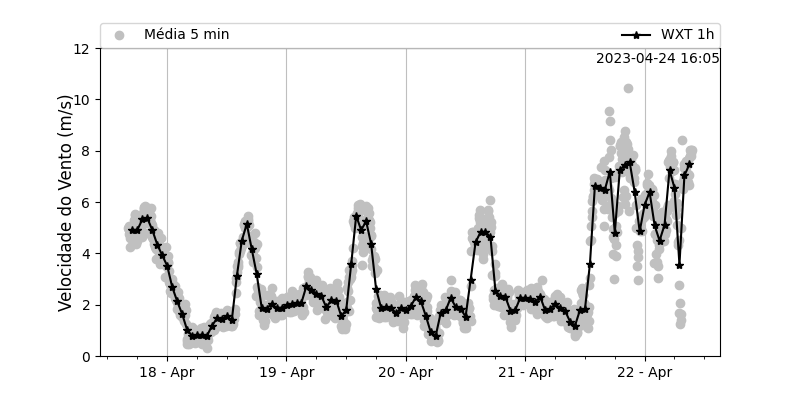 Média 5 min
WXT 1h
2023-04-24 16:05
Velocidade do Vento (m/s)
12
10
8
6
4
2
0
18 - Apr
19 - Apr
20 - Apr
21 - Apr
22 - Apr